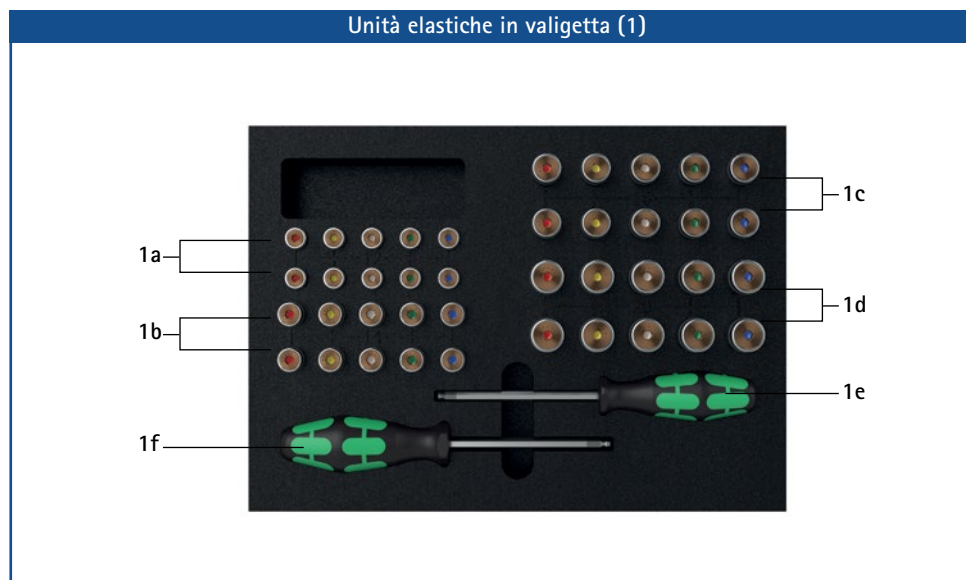 Unità elastiche in valigetta (1)
1c
1a
1d
1b
1e
1f